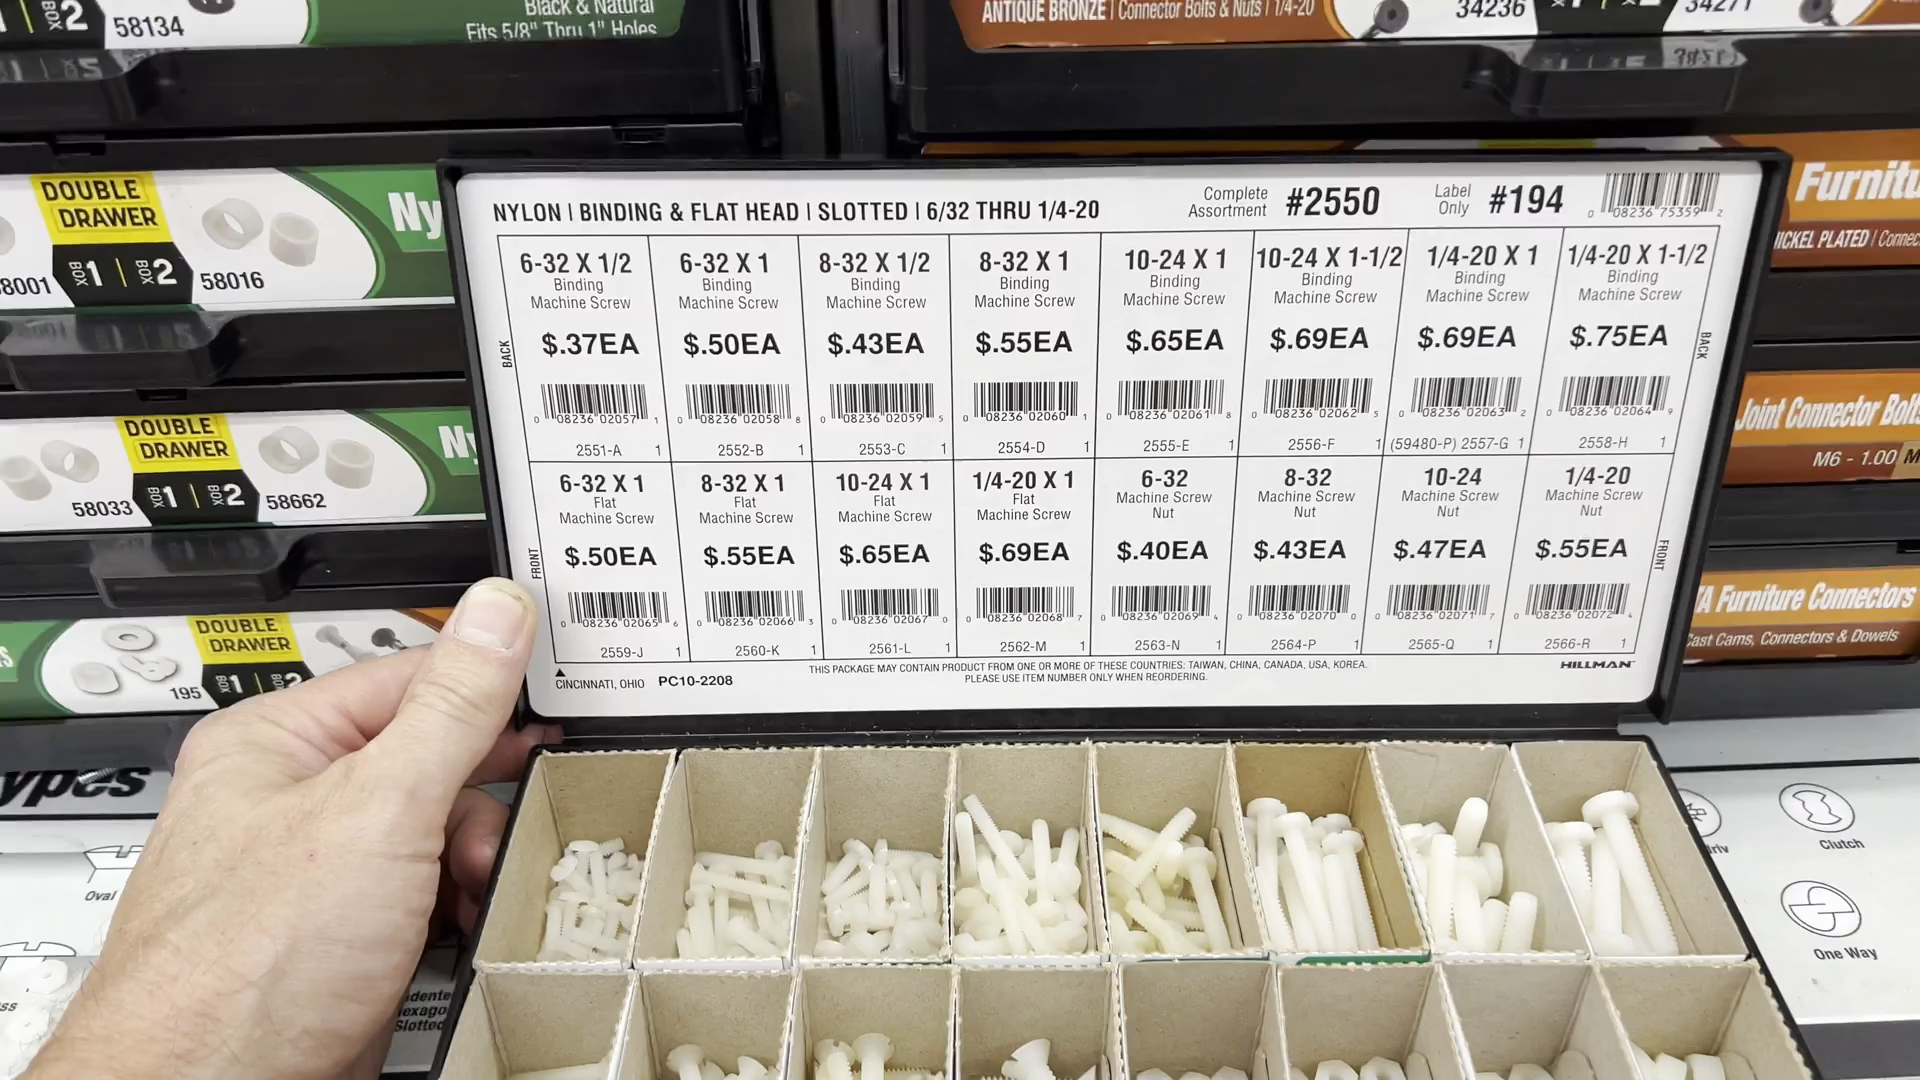 BOX 2
58134
Black & Natural
Fits 5/8" Thru 1" Holes
ANTIQUE BRONZE | Connector Bolts & Nuts | 1/4-20
34236
34271
DOUBLE
DRAWER
BOX 1 | BOX 2
58016
Ny
DOUBLE
DRAWER
58033
BOX 1 | BOX 2
58662
Ny
DOUBLE
DRAWER
195
BOX 1 | BOX 2
NYLON | BINDING & FLAT HEAD | SLOTTED | 6/32 THRU 1/4-20
Complete
Assortment
#2550
Label
Only
#194
0 08236 75359 2
BACK
6-32 X 1/2
Binding
Machine Screw
$.37EA
0 08236 02057 1
2551-A 1
6-32 X 1
Binding
Machine Screw
$.50EA
0 08236 02058 8
2552-B 1
8-32 X 1/2
Binding
Machine Screw
$.43EA
0 08236 02059 5
2553-C 1
8-32 X 1
Binding
Machine Screw
$.55EA
0 08236 02060 1
2554-D 1
10-24 X 1
Binding
Machine Screw
$.65EA
0 08236 02061 8
2555-E 1
10-24 X 1-1/2
Binding
Machine Screw
$.69EA
0 08236 02062 5
2556-F 1
1/4-20 X 1
Binding
Machine Screw
$.69EA
0 08236 02063 2
(59480-P) 2557-G 1
1/4-20 X 1-1/2
Binding
Machine Screw
$.75EA
0 08236 02064 9
2558-H 1
BACK
FRONT
6-32 X 1
Flat
Machine Screw
$.50EA
0 08236 02065 6
2559-J 1
8-32 X 1
Flat
Machine Screw
$.55EA
0 08236 02066 3
2560-K 1
10-24 X 1
Flat
Machine Screw
$.65EA
0 08236 02067 0
2561-L 1
1/4-20 X 1
Flat
Machine Screw
$.69EA
0 08236 02068 7
2562-M 1
6-32
Machine Screw
Nut
$.40EA
0 08236 02069 4
2563-N 1
8-32
Machine Screw
Nut
$.43EA
0 08236 02070 0
2564-P 1
10-24
Machine Screw
Nut
$.47EA
0 08236 02071 7
2565-Q 1
1/4-20
Machine Screw
Nut
$.55EA
0 08236 02072 4
2566-R 1
FRONT
CINCINNATI, OHIO PC10-2208
THIS PACKAGE MAY CONTAIN PRODUCT FROM ONE OR MORE OF THESE COUNTRIES: TAIWAN, CHINA, CANADA, USA, KOREA.
PLEASE USE ITEM NUMBER ONLY WHEN REORDERING.
HILLMAN
Furnitu
NICKEL PLATED | Connec
Joint Connector Bolts
M6 - 1.00
Furniture Connectors
Cast Cams, Connectors & Dowels
ypes
Oval
Slotted
Clutch
One Way